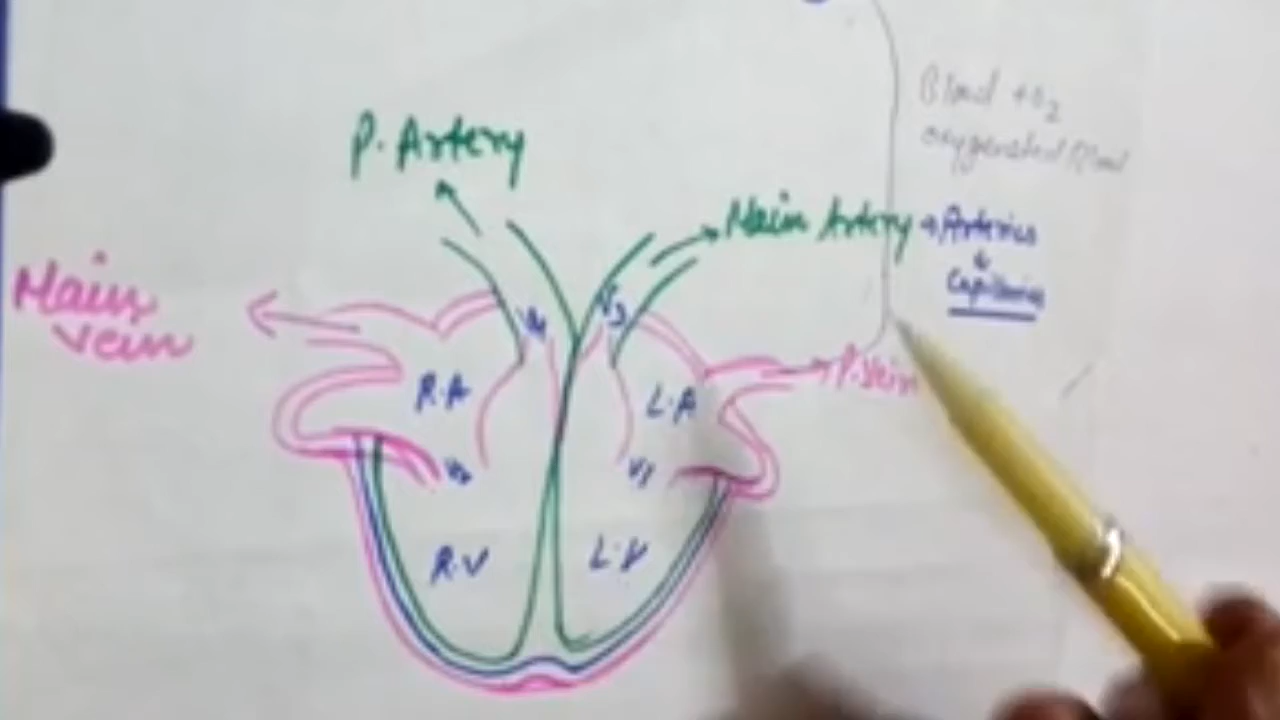 P. Artery
Blood + O2
oxygenated Blood
Main Artery → Arteries
↓
Capillaries
Main
vein
V4
V3
R.A
L.A
P. vein
V2
V1
R.V
L.V